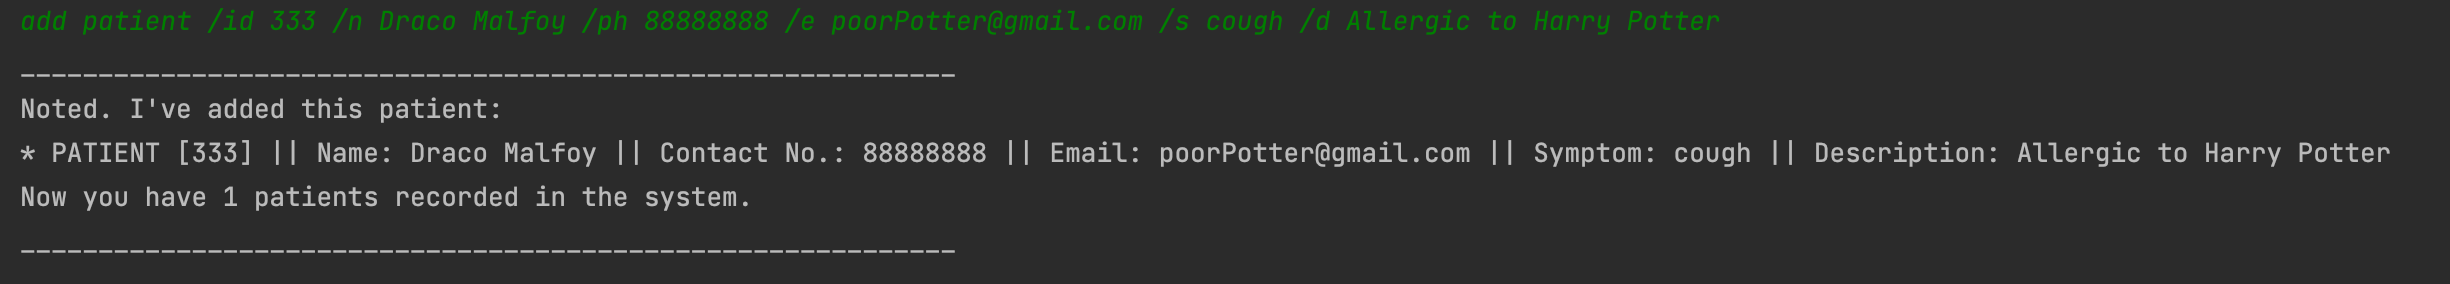 add patient /id 333 /n Draco Malfoy /ph 88888888 /e poorPotter@gmail.com /s cough /d Allergic to Harry Potter
____________________________________________________________
Noted. I've added this patient:
* PATIENT [333] || Name: Draco Malfoy || Contact No.: 88888888 || Email: poorPotter@gmail.com || Symptom: cough || Description: Allergic to Harry Potter
Now you have 1 patients recorded in the system.
____________________________________________________________